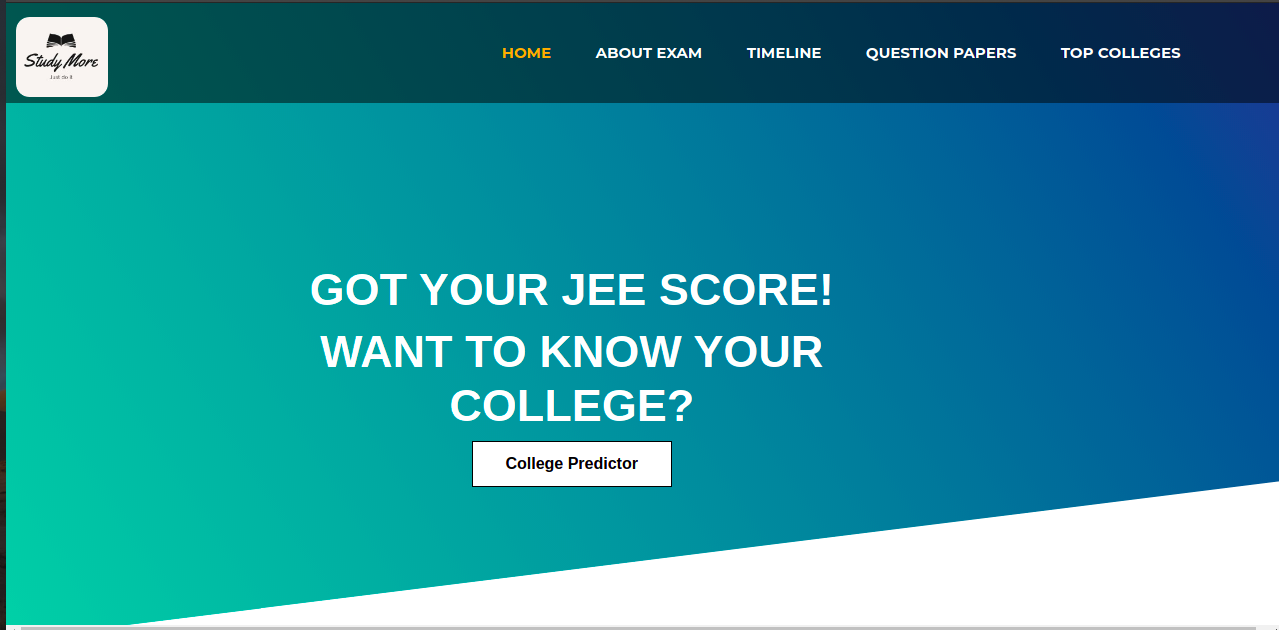 Study More
Just do it
HOME ABOUT EXAM TIMELINE QUESTION PAPERS TOP COLLEGES
GOT YOUR JEE SCORE!
WANT TO KNOW YOUR
COLLEGE?
College Predictor